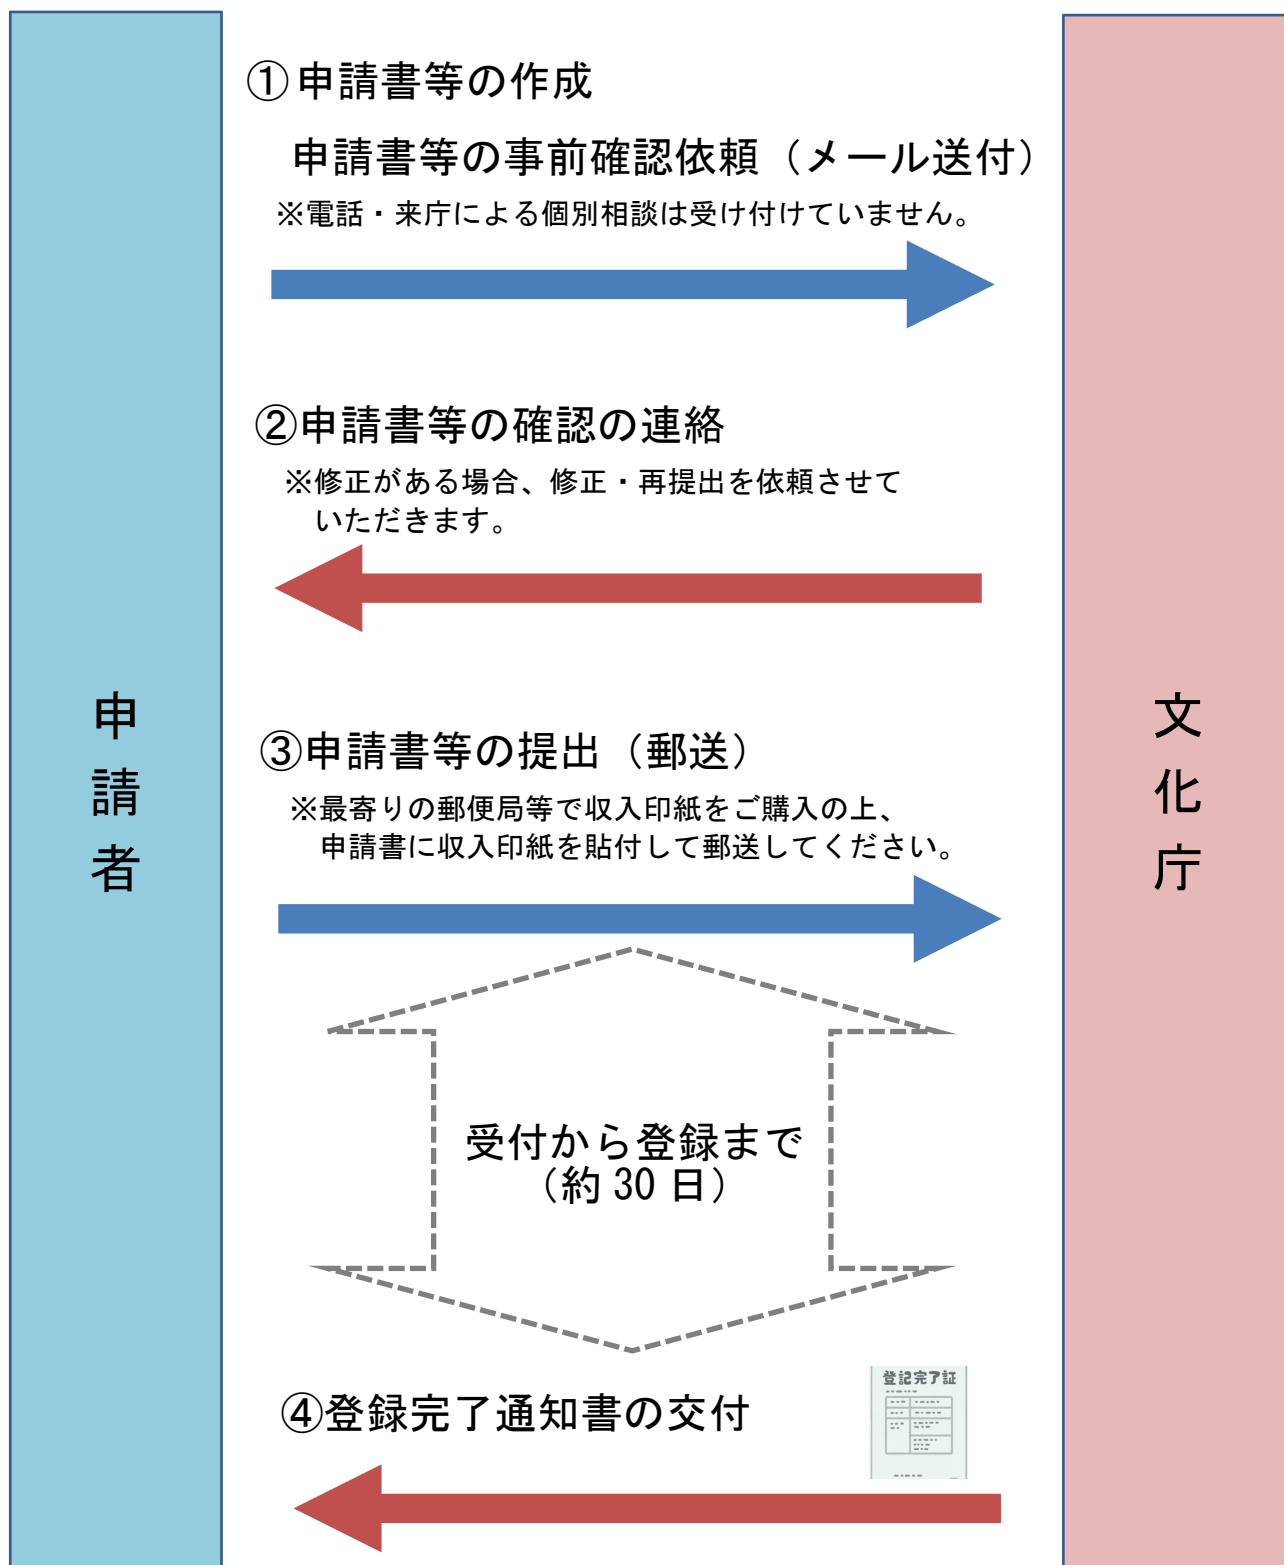 ①申請書等の作成
申請書等の事前確認依頼（メール送付）
※電話・来庁による個別相談は受け付けていません。
②申請書等の確認の連絡
※修正がある場合、修正・再提出を依頼させて
いただきます。
申請者
文化庁
③申請書等の提出（郵送）
※最寄りの郵便局等で収入印紙をご購入の上、
申請書に収入印紙を貼付して郵送してください。
受付から登録まで
（約30日）
登記完了証
④登録完了通知書の交付